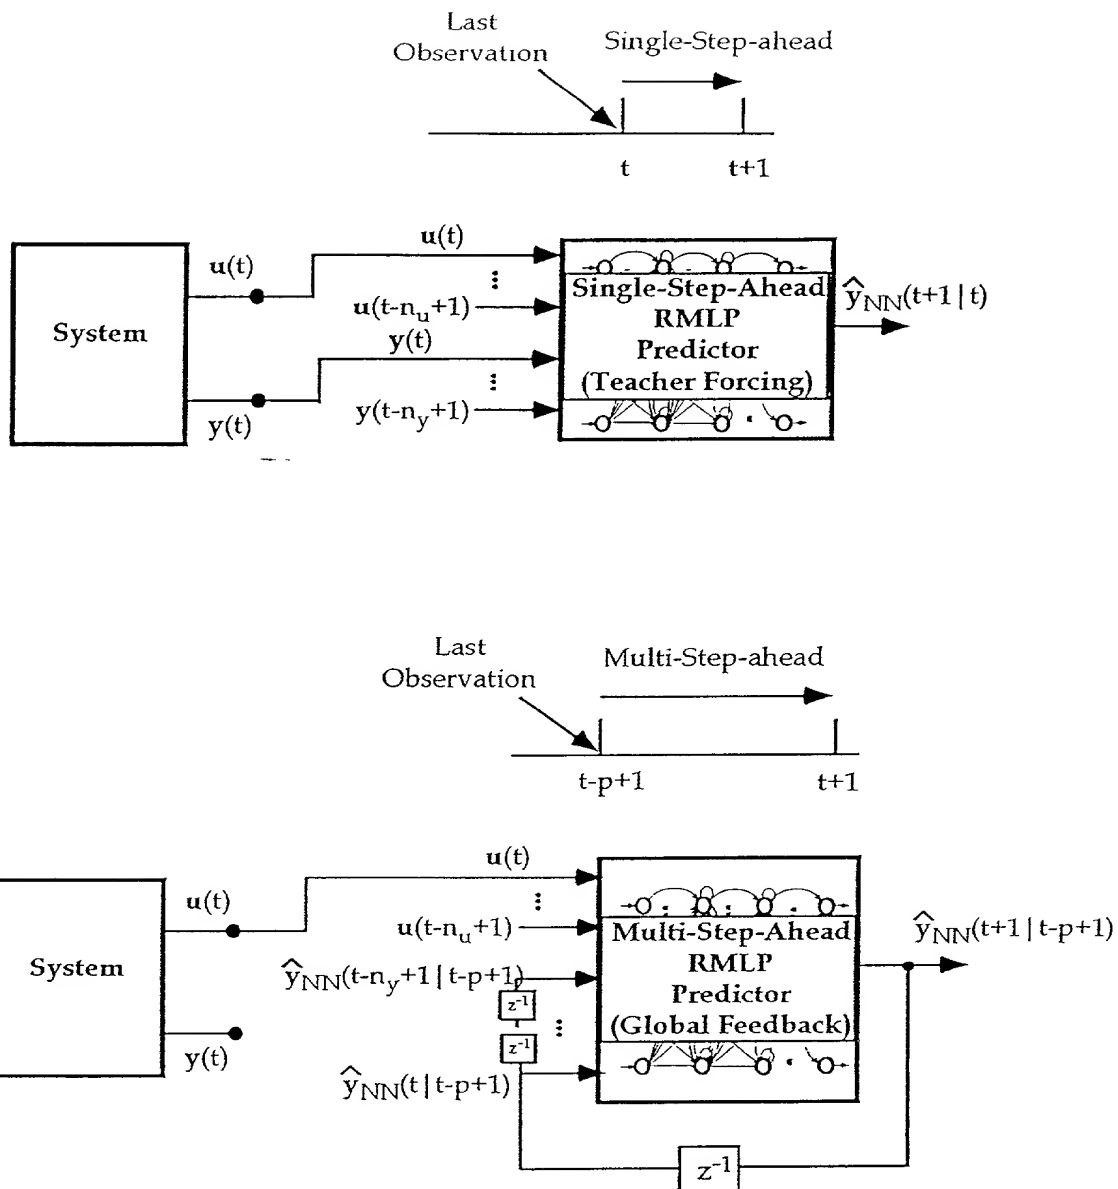 Last
Observation
Single-Step-ahead
t
t+1
System
u(t)
y(t)
u(t)
u(t-n_u+1)
y(t)
y(t-n_y+1)
Single-Step-Ahead
RMLP
Predictor
(Teacher Forcing)
ŷ_NN(t+1|t)
Last
Observation
Multi-Step-ahead
t-p+1
t+1
System
u(t)
y(t)
u(t)
u(t-n_u+1)
ŷ_NN(t-n_y+1|t-p+1)
z⁻¹
z⁻¹
ŷ_NN(t|t-p+1)
Multi-Step-Ahead
RMLP
Predictor
(Global Feedback)
ŷ_NN(t+1|t-p+1)
z⁻¹